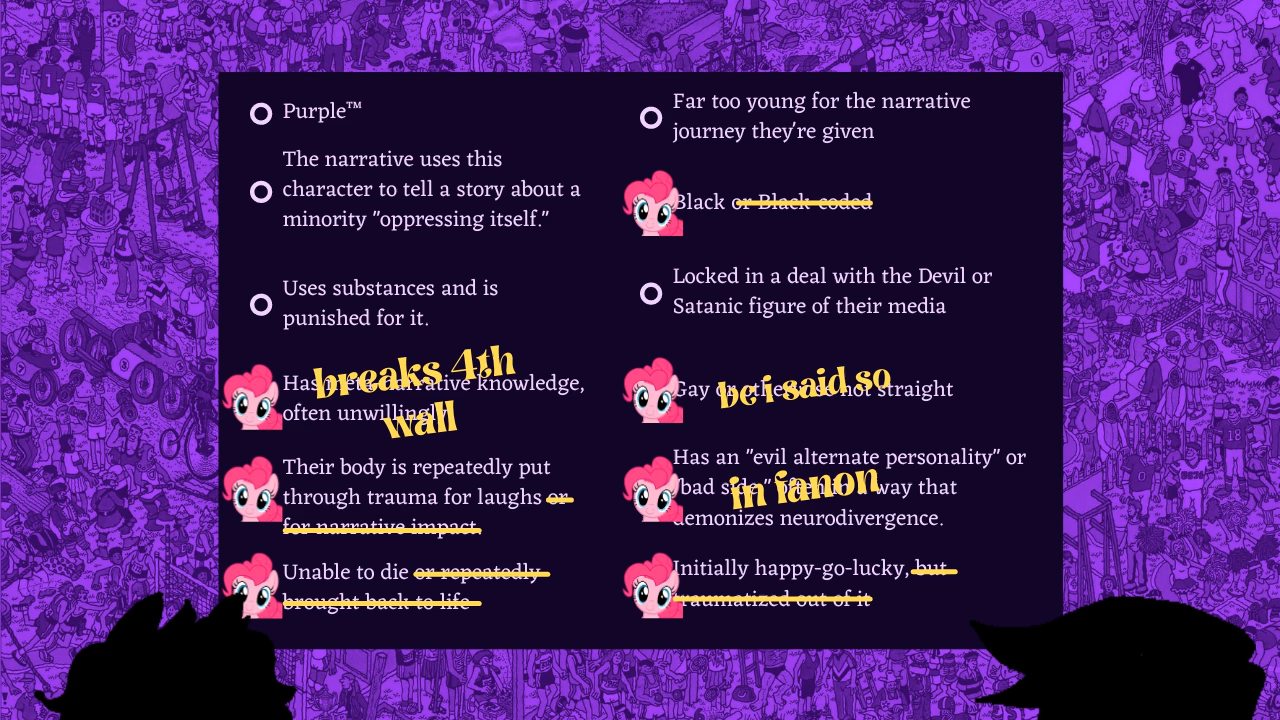 Purple™
The narrative uses this
character to tell a story about a
minority "oppressing itself."
Uses substances and is
punished for it.
Has meta-narrative knowledge,
often unwillingly
breaks 4th
wall
Their body is repeatedly put
through trauma for laughs or
for narrative impact
Unable to die or repeatedly
brought back to life
Far too young for the narrative
journey they're given
Black or Black-coded
Locked in a deal with the Devil or
Satanic figure of their media
Gay or otherwise not straight
bc i said so
Has an "evil alternate personality" or
"bad side," often in a way that
demonizes neurodivergence.
in fanon
Initially happy-go-lucky, but
traumatized out of it